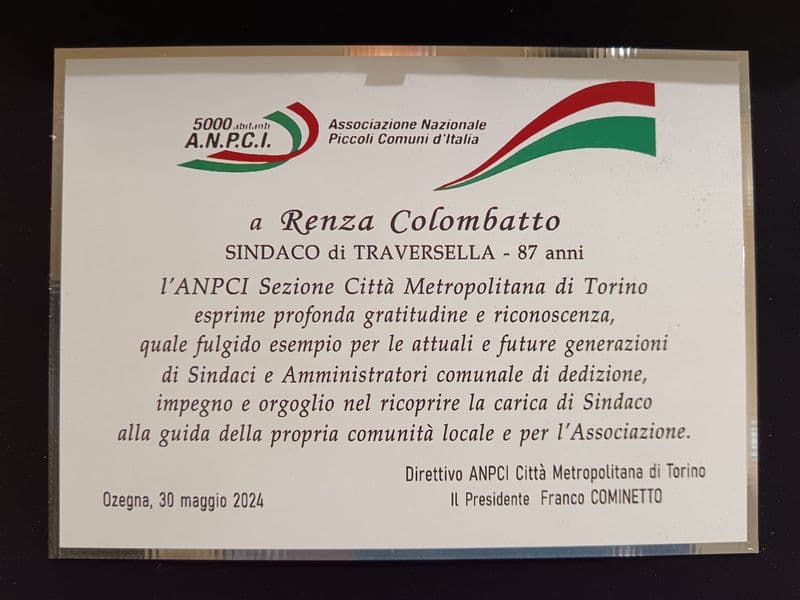 5000 abitanti
A.N.P.C.I.
Associazione Nazionale
Piccoli Comuni d'Italia
a Renza Colombatto
SINDACO di TRAVERSELLA - 87 anni
l'ANPCI Sezione Città Metropolitana di Torino
esprime profonda gratitudine e riconoscenza,
quale fulgido esempio per le attuali e future generazioni
di Sindaci e Amministratori comunale di dedizione,
impegno e orgoglio nel ricoprire la carica di Sindaco
alla guida della propria comunità locale e per l'Associazione.
Direttivo ANPCI Città Metropolitana di Torino
Ozegna, 30 maggio 2024
Il Presidente Franco COMINETTO